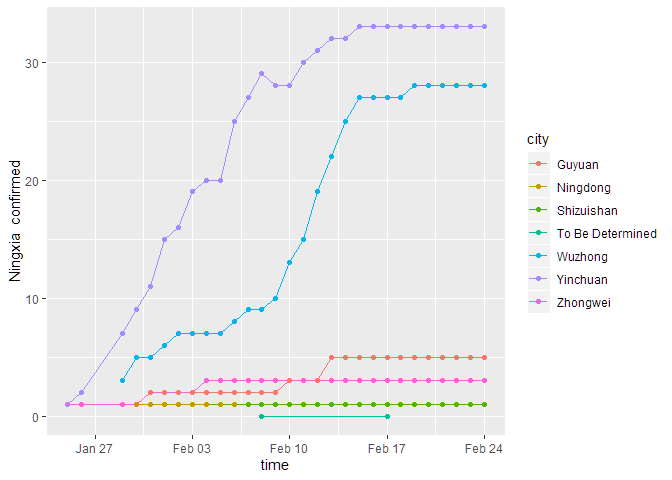 Ningxia confirmed
30
20
10
0
Jan 27
Feb 03
Feb 10
Feb 17
Feb 24
time
city
Guyuan
Ningdong
Shizuishan
To Be Determined
Wuzhong
Yinchuan
Zhongwei